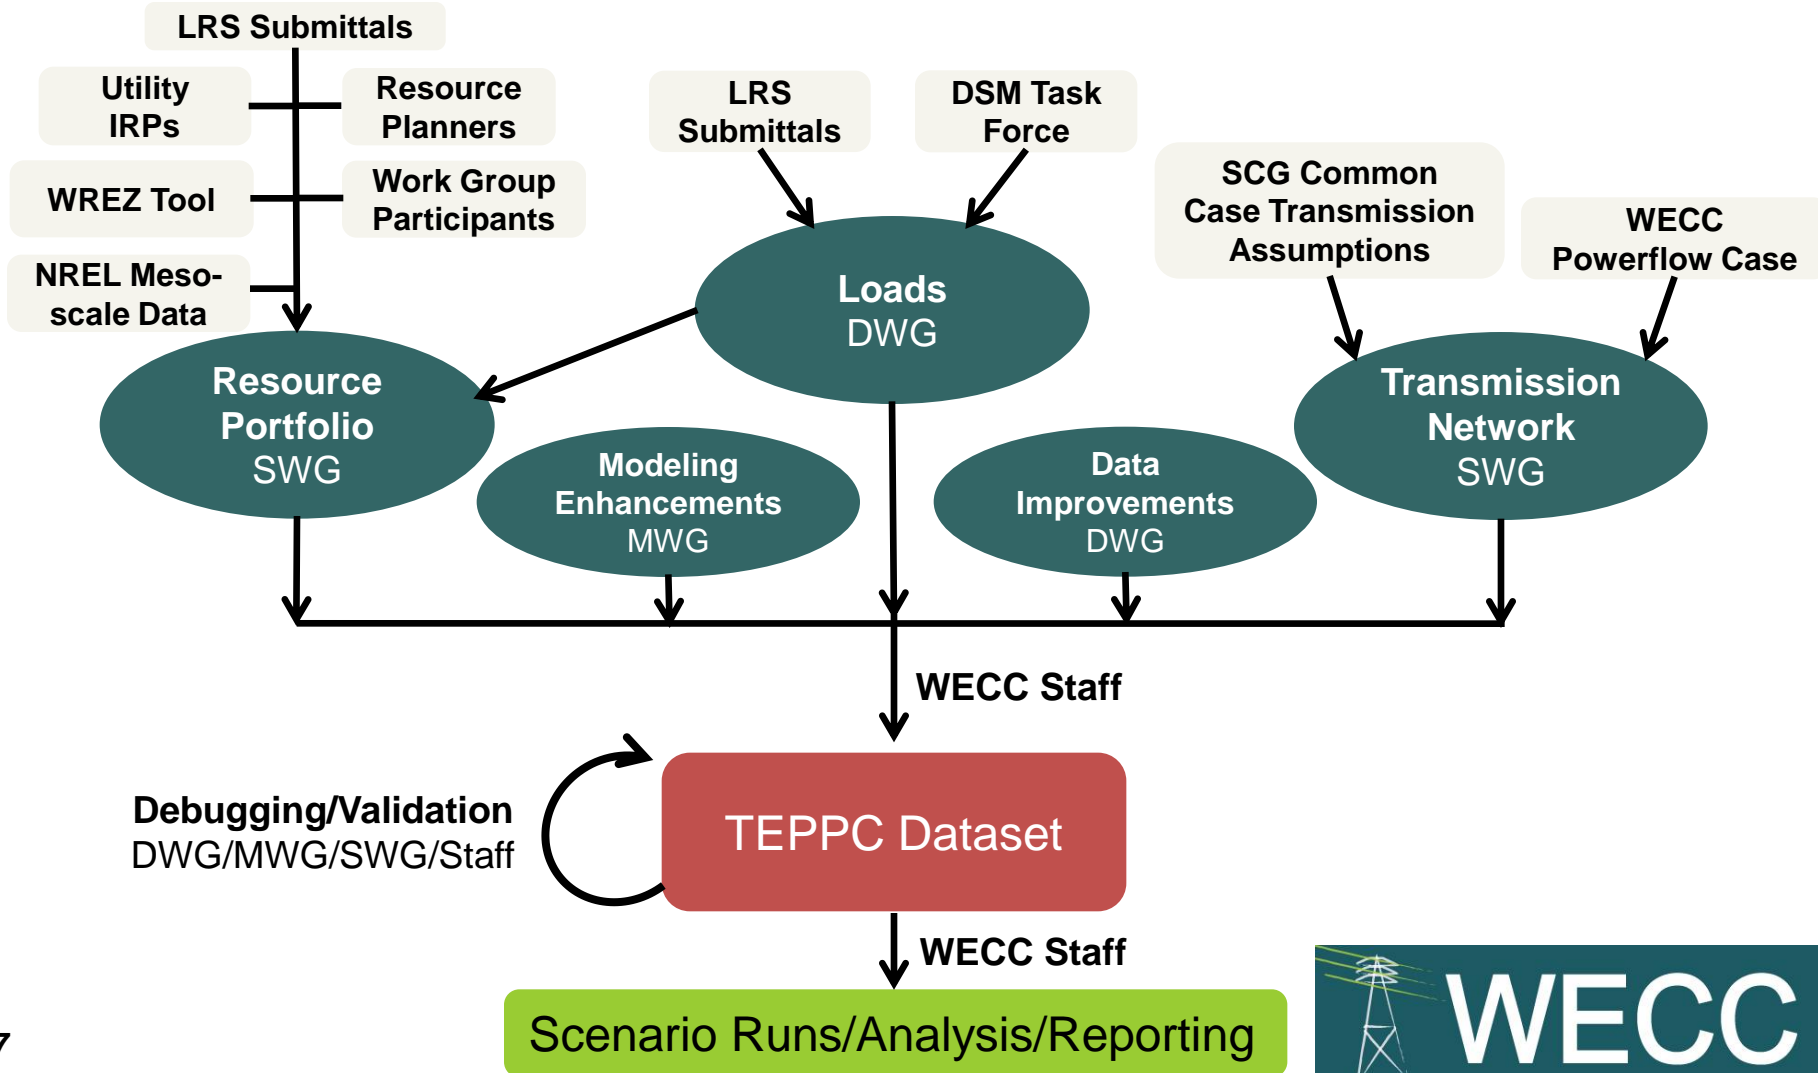 LRS Submittals
Utility
IRPs
Resource
Planners
WREZ Tool
Work Group
Participants
NREL Meso-
scale Data
LRS
Submittals
DSM Task
Force
SCG Common
Case Transmission
Assumptions
WECC
Powerflow Case
Loads
DWG
Resource
Portfolio
SWG
Transmission
Network
SWG
Modeling
Enhancements
MWG
Data
Improvements
DWG
WECC Staff
Debugging/Validation
DWG/MWG/SWG/Staff
TEPPC Dataset
WECC Staff
Scenario Runs/Analysis/Reporting
WECC